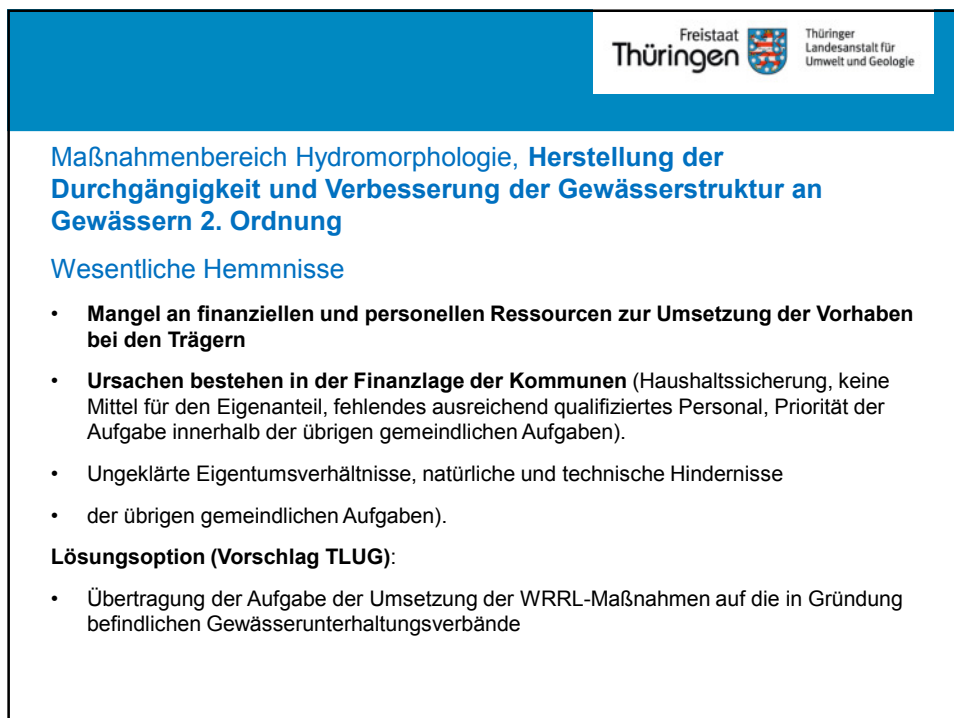 Freistaat
Thüringen
Thüringer
Landesanstalt für
Umwelt und Geologie
Maßnahmenbereich Hydromorphologie, Herstellung der
Durchgängigkeit und Verbesserung der Gewässerstruktur an
Gewässern 2. Ordnung
Wesentliche Hemmnisse
• Mangel an finanziellen und personellen Ressourcen zur Umsetzung der Vorhaben
bei den Trägern
• Ursachen bestehen in der Finanzlage der Kommunen (Haushaltssicherung, keine
Mittel für den Eigenanteil, fehlendes ausreichend qualifiziertes Personal, Priorität der
Aufgabe innerhalb der übrigen gemeindlichen Aufgaben).
• Ungeklärte Eigentumsverhältnisse, natürliche und technische Hindernisse
• der übrigen gemeindlichen Aufgaben).
Lösungsoption (Vorschlag TLUG):
• Übertragung der Aufgabe der Umsetzung der WRRL-Maßnahmen auf die in Gründung
befindlichen Gewässerunterhaltungsverbände